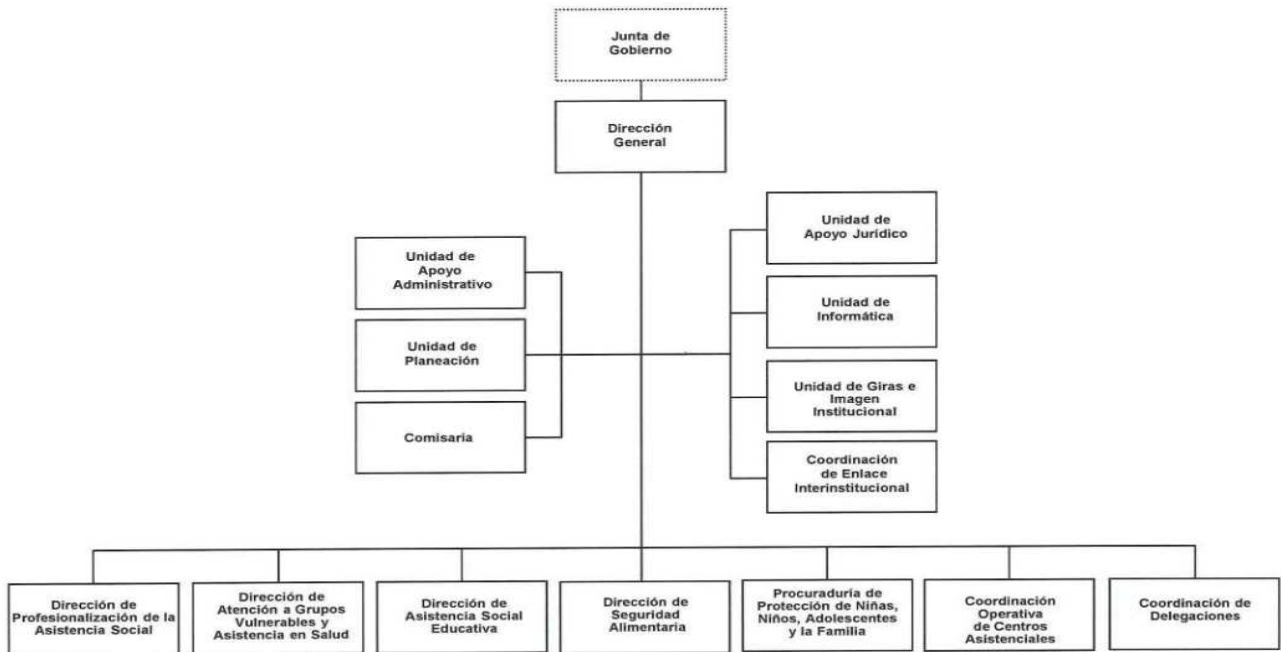 Junta de
Gobierno
Dirección
General
Unidad de
Apoyo
Administrativo
Unidad de
Planeación
Comisaría
Unidad de
Apoyo Jurídico
Unidad de
Informática
Unidad de Giras e
Imagen
Institucional
Coordinación
de Enlace
Interinstitucional
Dirección de
Profesionalización de la
Asistencia Social
Dirección de
Atención a Grupos
Vulnerables y
Asistencia en Salud
Dirección de
Asistencia Social
Educativa
Dirección de
Seguridad
Alimentaria
Procuraduría de
Protección de Niñas,
Niños, Adolescentes
y la Familia
Coordinación
Operativa
de Centros
Asistenciales
Coordinación de
Delegaciones